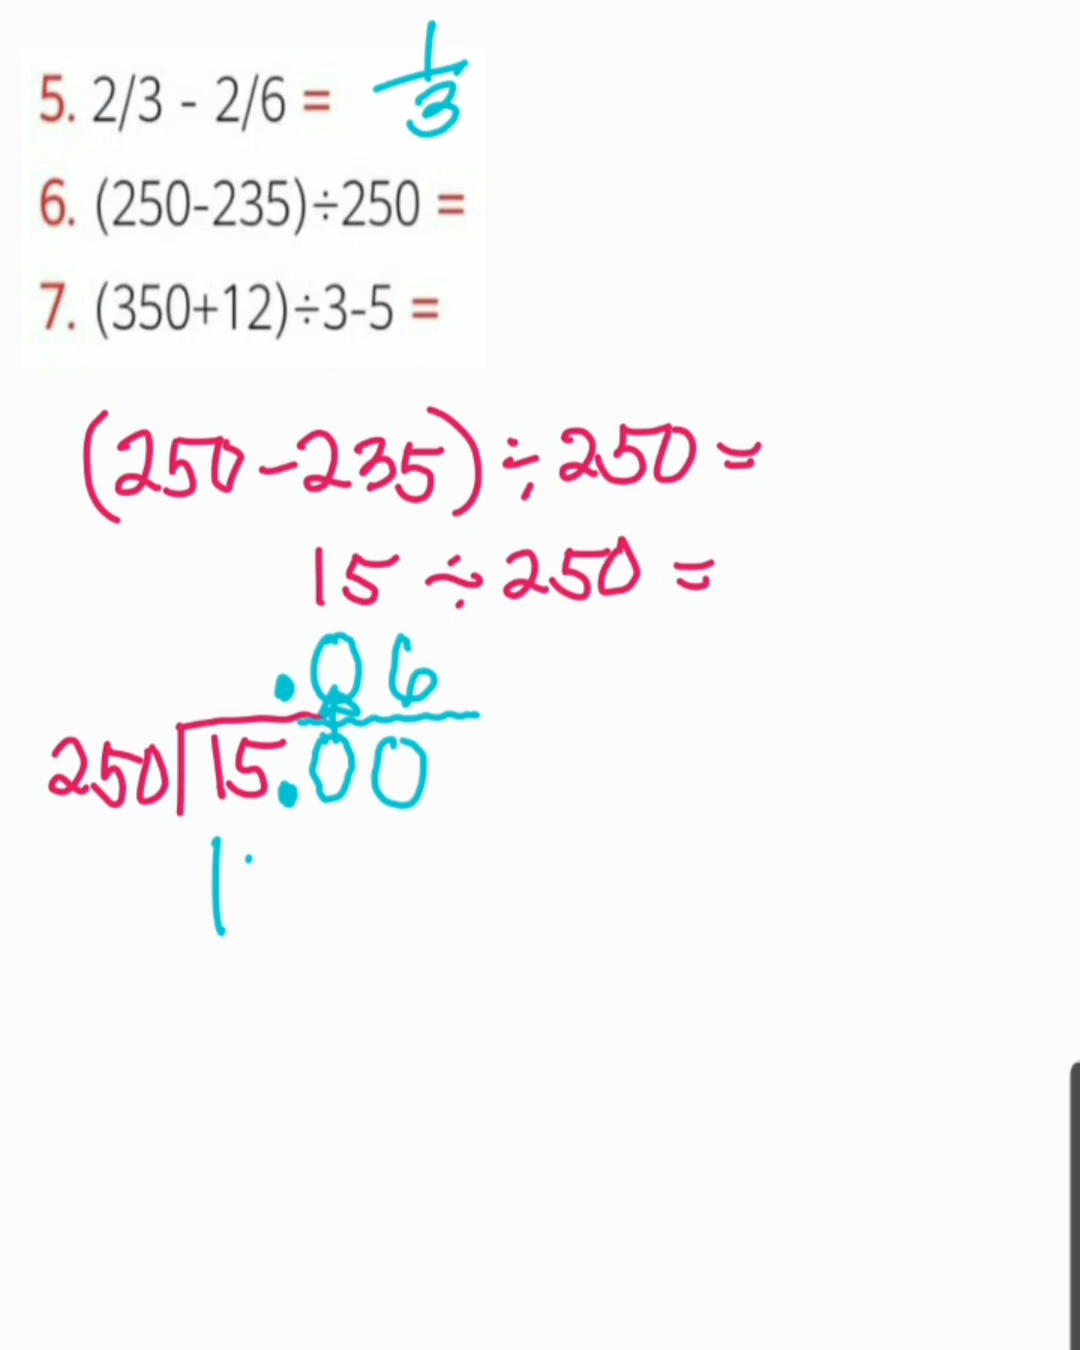 5. 2/3 - 2/6 = 1/3
6. (250-235)÷250 =
7. (350+12)÷3-5 =
(250-235)÷250=
15÷250=
.06
250 15.00
1